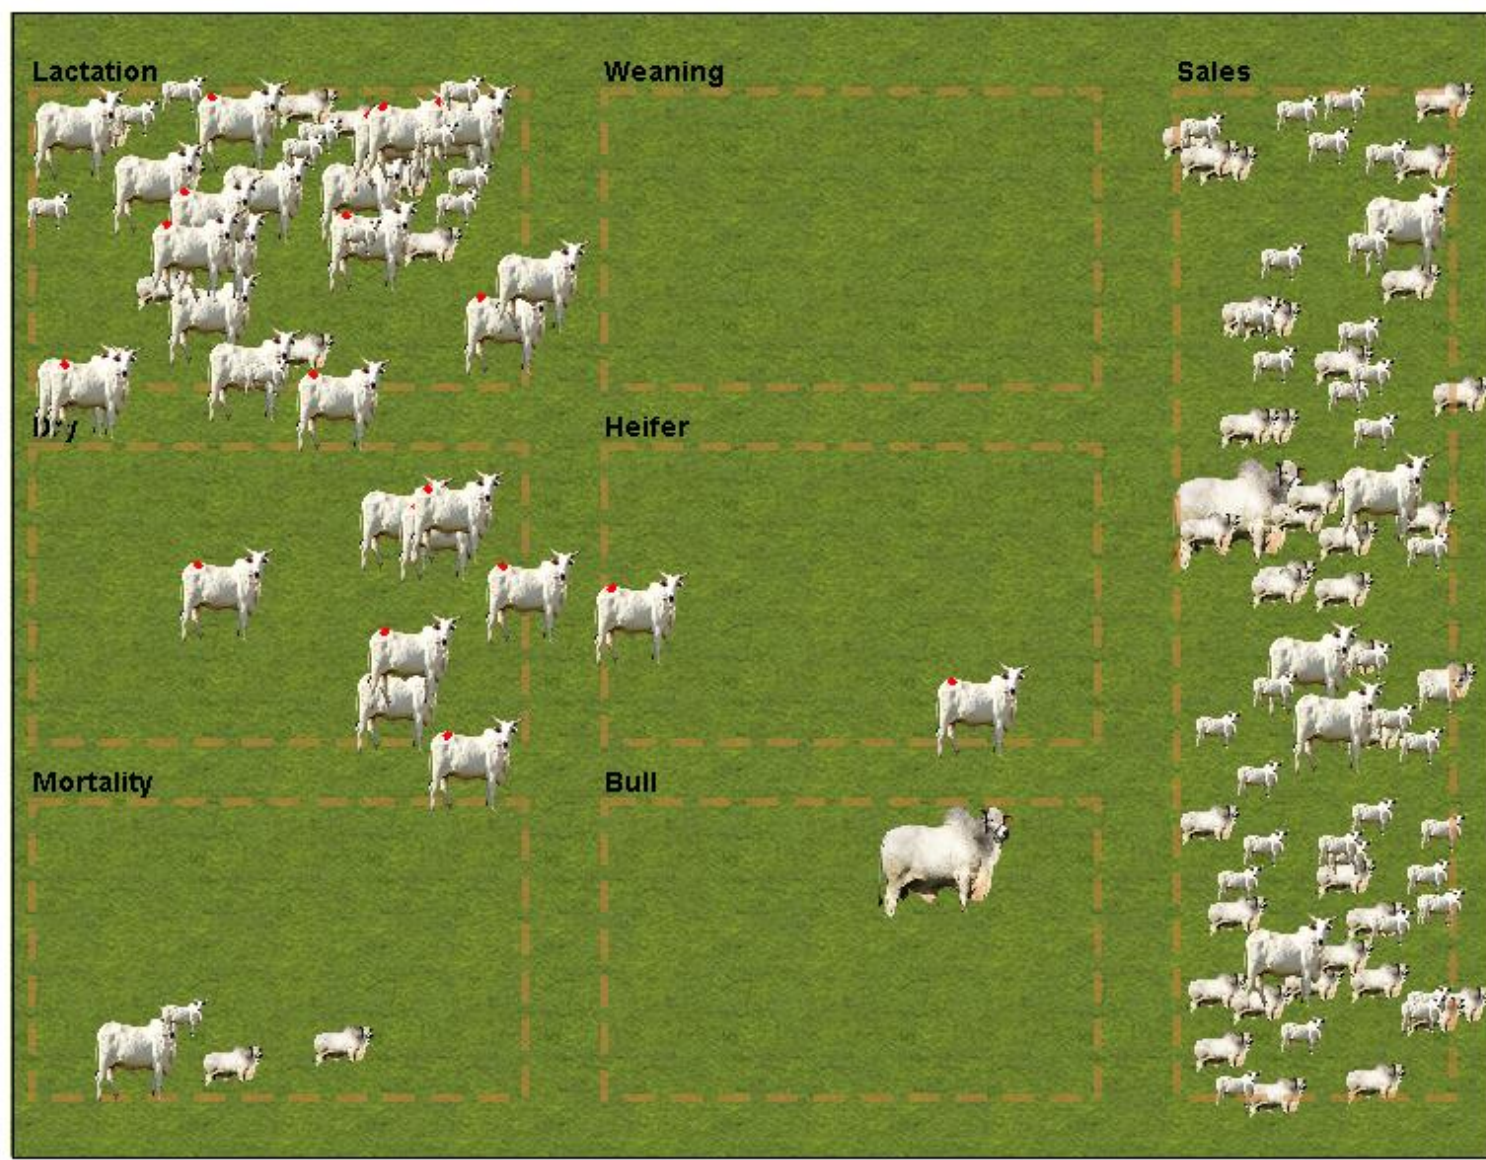 Lactation
Weaning
Sales
Dry
Heifer
Mortality
Bull